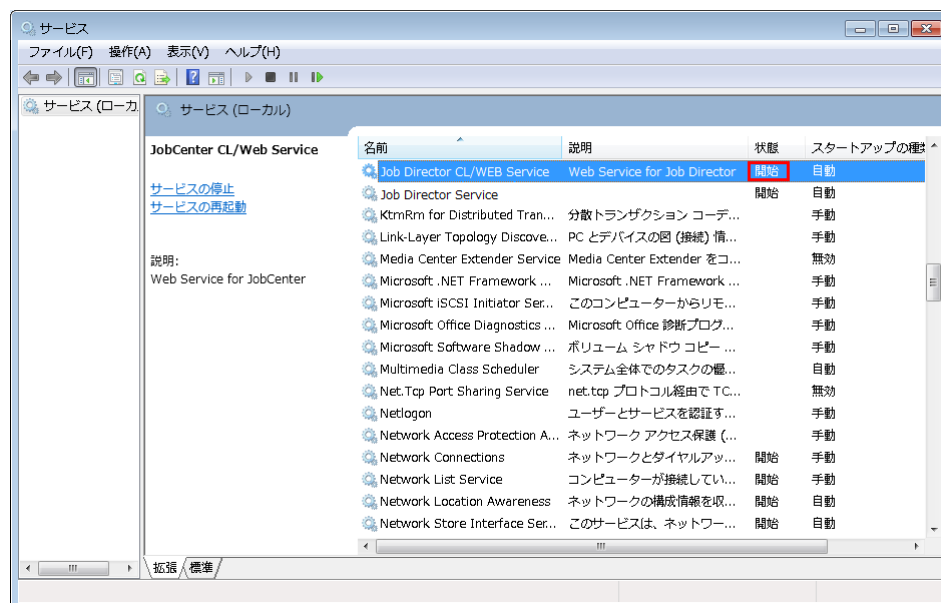 サービス
ファイル(F) 操作(A) 表示(V) ヘルプ(H)
サービス (ローカ
サービス (ローカル)
JobCenter CL/Web Service
サービスの停止
サービスの再起動
説明:
Web Service for JobCenter
名前 説明 状態 スタートアップの種類
Job Director CL/WEB Service Web Service for Job Director 開始 自動
Job Director Service 開始 自動
KtmRm for Distributed Tran... 分散トランザクション コーデ... 手動
Link-Layer Topology Discove... PC とデバイスの図 (接続) 情... 手動
Media Center Extender Service Media Center Extender をコ... 無効
Microsoft .NET Framework ... Microsoft .NET Framework ... 手動
Microsoft iSCSI Initiator Ser... このコンピューターからリモ... 手動
Microsoft Office Diagnostics ... Microsoft Office 診断プログ... 手動
Microsoft Software Shadow ... ボリューム シャドウ コピー ... 手動
Multimedia Class Scheduler システム全体でのタスクの優... 自動
Net.Tcp Port Sharing Service net.tcp プロトコル経由で TC... 無効
Netlogon ユーザーとサービスを認証す... 手動
Network Access Protection A... ネットワーク アクセス保護 (... 手動
Network Connections ネットワークとダイヤルアッ... 開始 手動
Network List Service コンピューターが接続してい... 開始 手動
Network Location Awareness ネットワークの構成情報を収... 開始 自動
Network Store Interface Ser... このサービスは、ネットワー... 開始 自動
拡張 標準